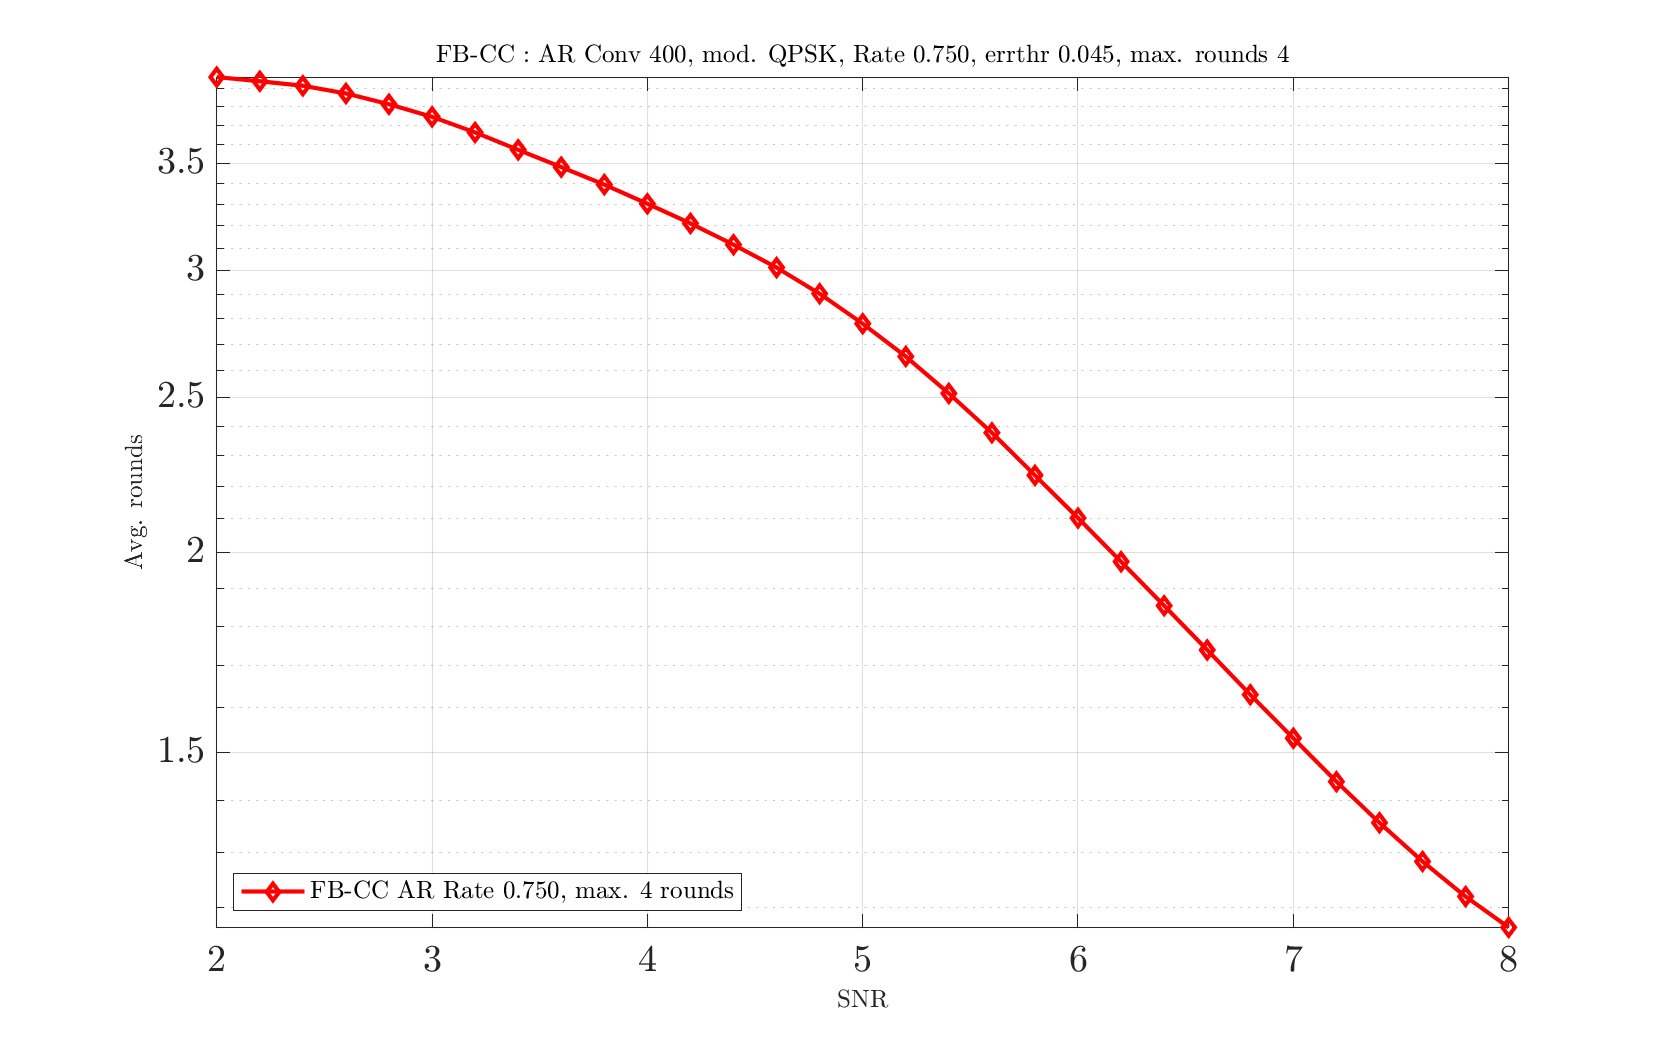 FB-CC : AR Conv 400, mod. QPSK, Rate 0.750, errthr 0.045, max. rounds 4
3.5
3
2.5
2
1.5
Avg. rounds
FB-CC AR Rate 0.750, max. 4 rounds
2 3 4 5 6 7 8
SNR